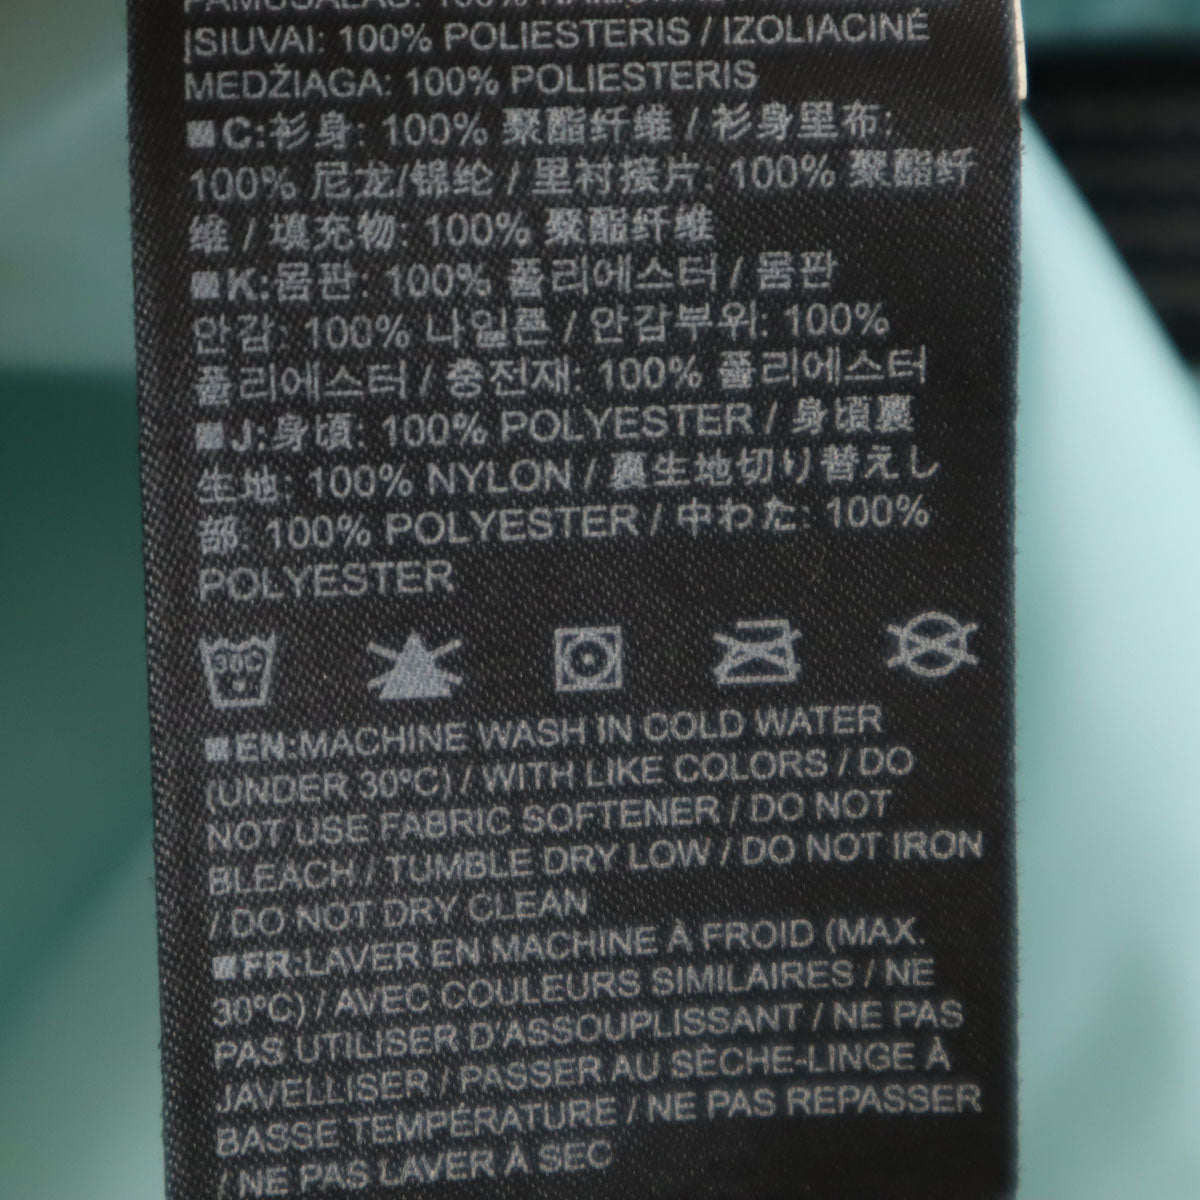 PAMUŠALAS: 100% NAILONAS /
ĮSIUVAI: 100% POLIESTERIS / IZOLIACINĖ
MEDŽIAGA: 100% POLIESTERIS
■C:衫身: 100% 聚酯纤维 / 衫身里布:
100% 尼龙/锦纶 / 里衬接片: 100% 聚酯纤
维 / 填充物: 100% 聚酯纤维
■K:몸판: 100% 폴리에스터 / 몸판
안감: 100% 나일론 / 안감부위: 100%
폴리에스터 / 충전재: 100% 폴리에스터
■J:身頃: 100% POLYESTER / 身頃裏
生地: 100% NYLON / 裏生地切り替えし
部: 100% POLYESTER / 中わた: 100%
POLYESTER
30C
■EN:MACHINE WASH IN COLD WATER
(UNDER 30ºC) / WITH LIKE COLORS / DO
NOT USE FABRIC SOFTENER / DO NOT
BLEACH / TUMBLE DRY LOW / DO NOT IRON
/ DO NOT DRY CLEAN
■FR:LAVER EN MACHINE À FROID (MAX.
30ºC) / AVEC COULEURS SIMILAIRES / NE
PAS UTILISER D'ASSOUPLISSANT / NE PAS
JAVELLISER / PASSER AU SÈCHE-LINGE À
BASSE TEMPÉRATURE / NE PAS REPASSER
/ NE PAS LAVER À SEC